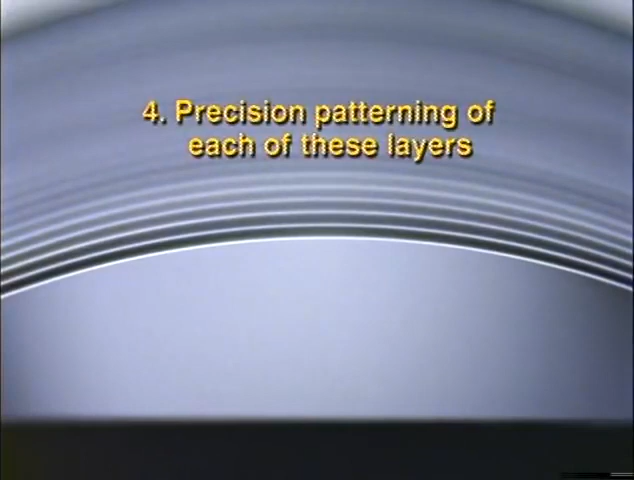 4. Precision patterning of
each of these layers